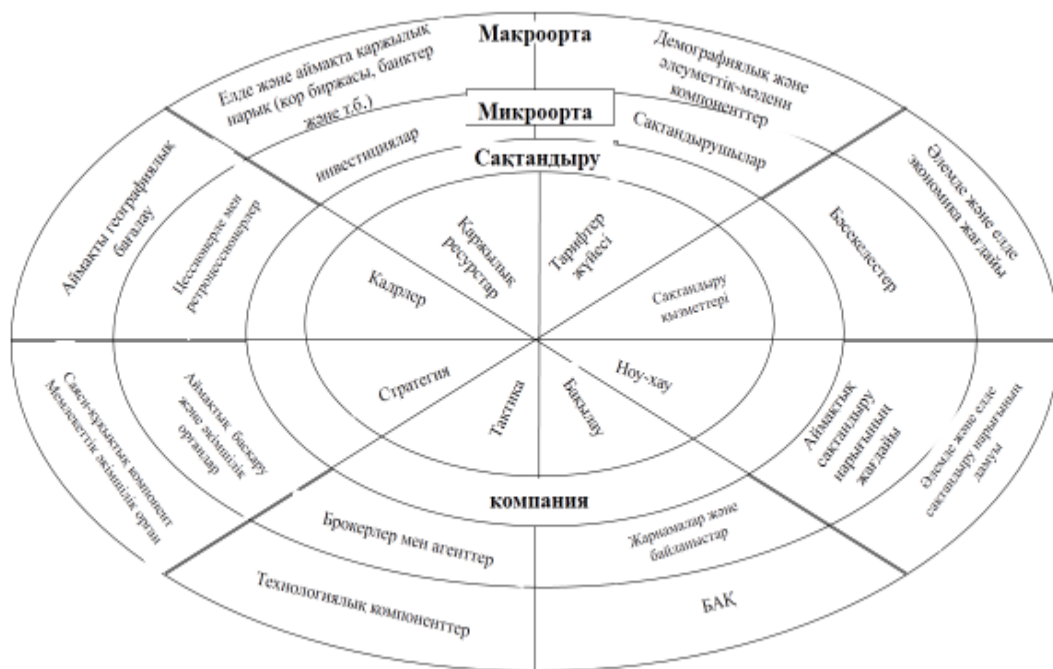 Макроорта
Елде және аймақта қаржылық
нарық (қор биржасы, банктер
және т.б.)
Демографиялық және
әлеуметтік-мәдени
компоненттер
Микроорта
инвестициялар
Сақтандырушылар
Сақтандыру
Аймақты географиялық
бағалау
Цессионерле мен
ретроцессионерлер
Кадрлер
Қаржылық
ресурстар
Тарифтер
жүйесі
Сақтандыру
қызметтері
Бәсекелестер
Әлемде және елде
экономика жағдайы
Саяси-құқықтық компонент
Мемлекеттік әкімшілік орган
Аймақтық басқару
және әкімшілік
органдар
Стратегия
Тактика
Бақылау
Ноу-хау
Аймақтық
сақтандыру
нарығының
жағдайы
Әлемде және елде
сақтандыру нарығының
дамуы
компания
Брокерлер мен агенттер
Жарнамалар және
байланыстар
Технологиялық компоненттер
БАҚ